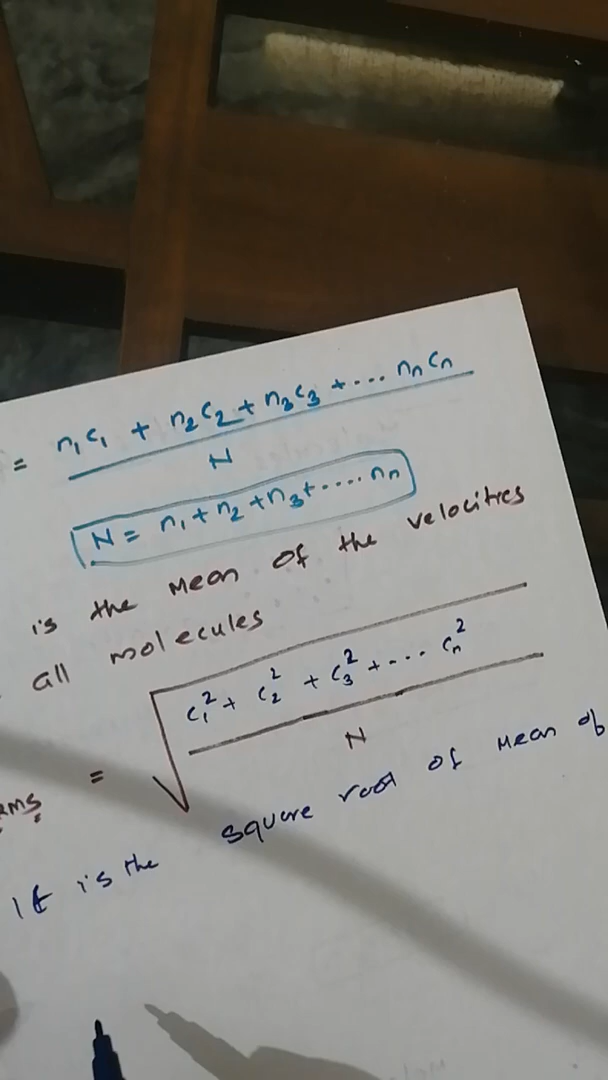 = n₁c₁ + n₂c₂ + n₃c₃ + .... nₙcₙ
N
N = n₁ + n₂ + n₃ + ..... nₙ
is the mean of the velocities
all molecules
rms = √ c₁² + c₂² + c₃² + .... cₙ²
N
It is the square root of mean of